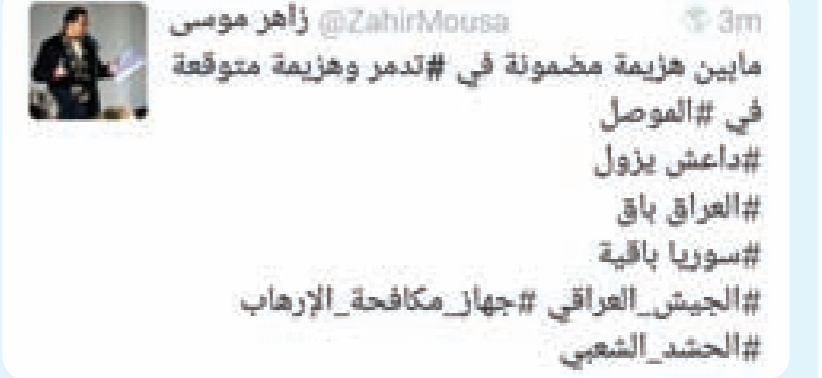 زاهر موسى @ZahirMousa 3m
مابين هزيمة مضمونة في #تدمر وهزيمة متوقعة
في #الموصل
#داعش يزول
#العراق باق
#سوريا باقية
#الجيش_العراقي #جهاز_مكافحة_الإرهاب
#الحشد_الشعبي